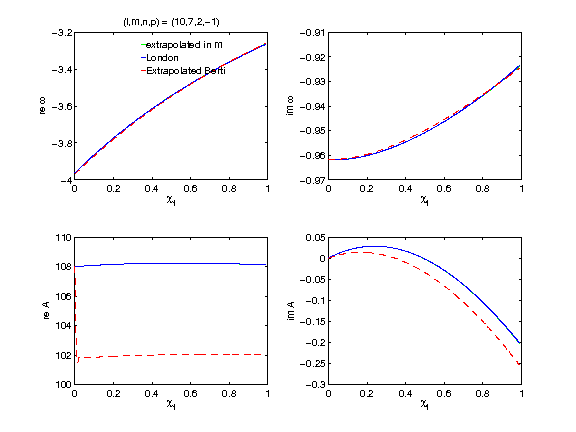 (l,m,n,p) = (10,7,2,−1)
−3.2
−3.4
−3.6
−3.8
−4
re ω
extrapolated in m
London
Extrapolated Berti
0 0.2 0.4 0.6 0.8 1
χf
−0.91
−0.92
−0.93
−0.94
−0.95
−0.96
−0.97
im ω
0 0.2 0.4 0.6 0.8 1
χf
110
108
106
104
102
100
re A
0 0.2 0.4 0.6 0.8 1
χf
0.05
0
−0.05
−0.1
−0.15
−0.2
−0.25
−0.3
im A
0 0.2 0.4 0.6 0.8 1
χf